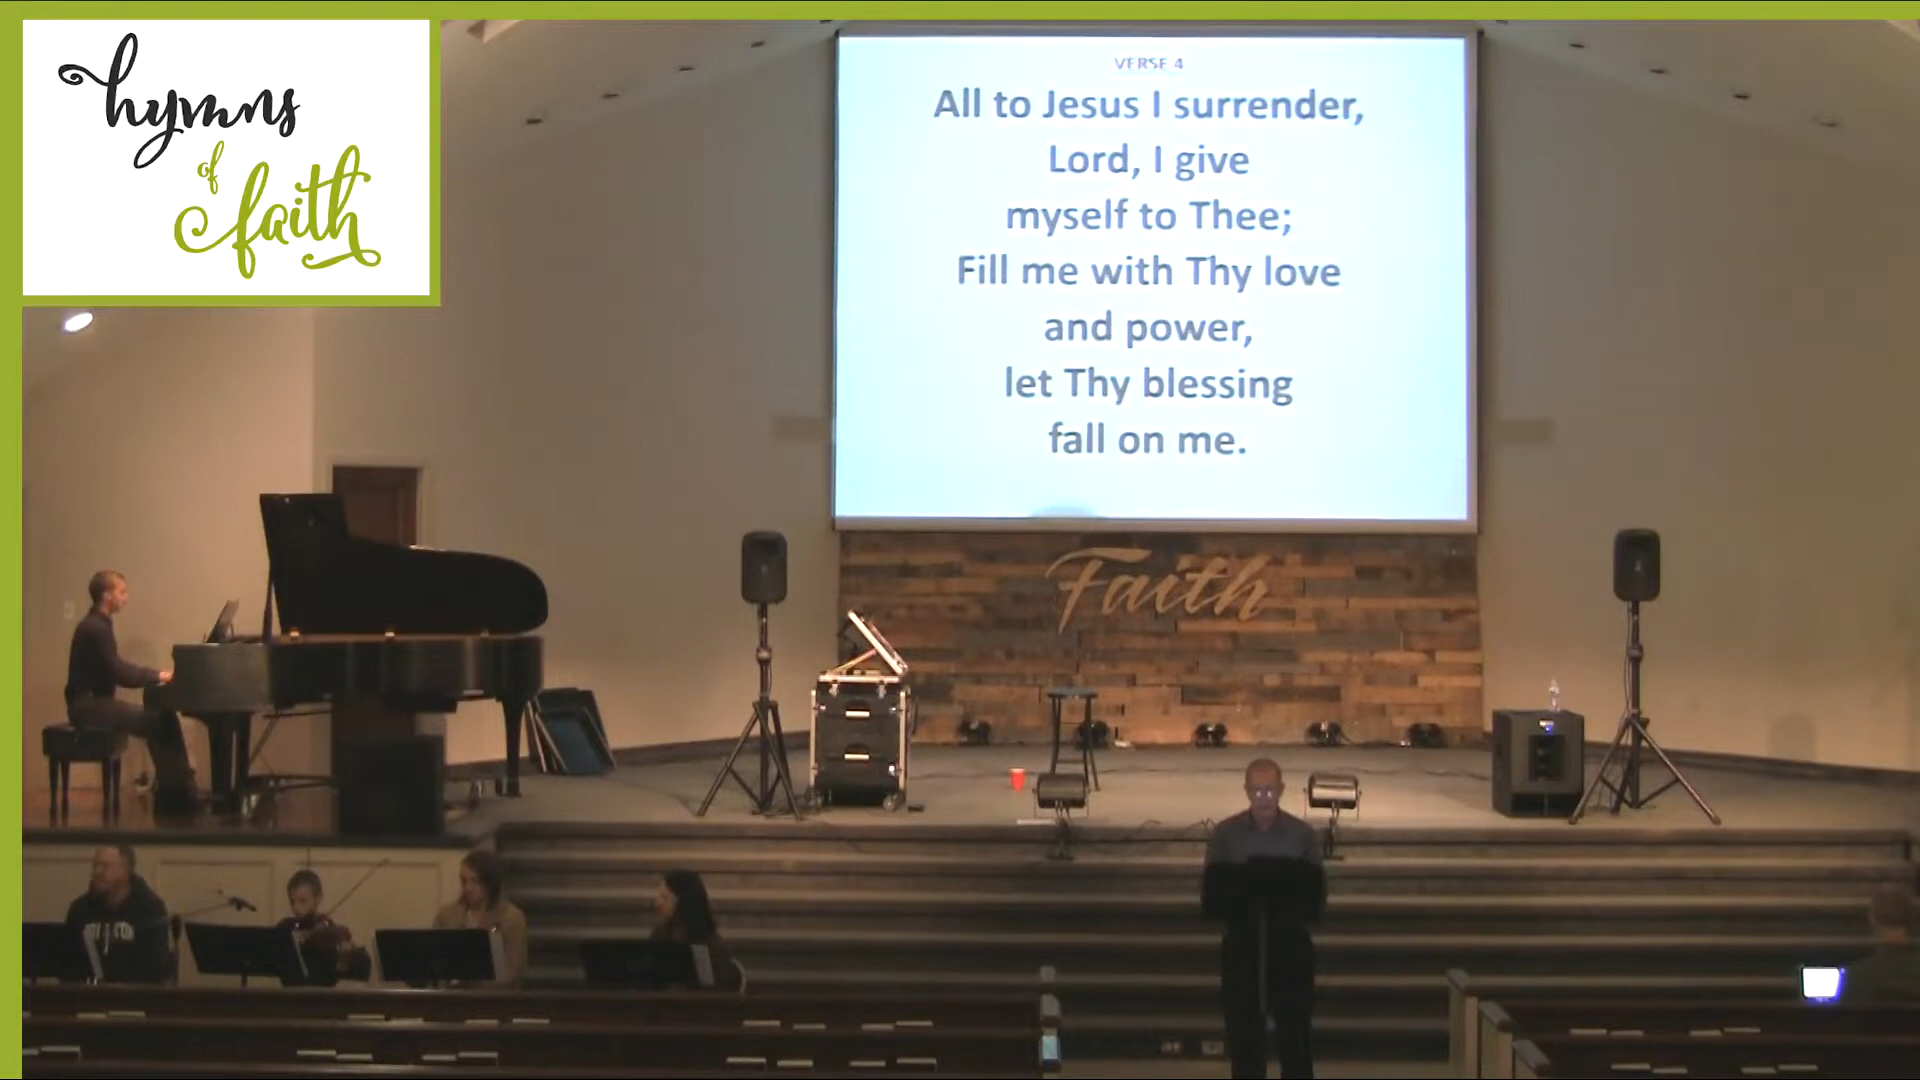 hymns
of
faith
VERSE 4
All to Jesus I surrender,
Lord, I give
myself to Thee;
Fill me with Thy love
and power,
let Thy blessing
fall on me.
Faith